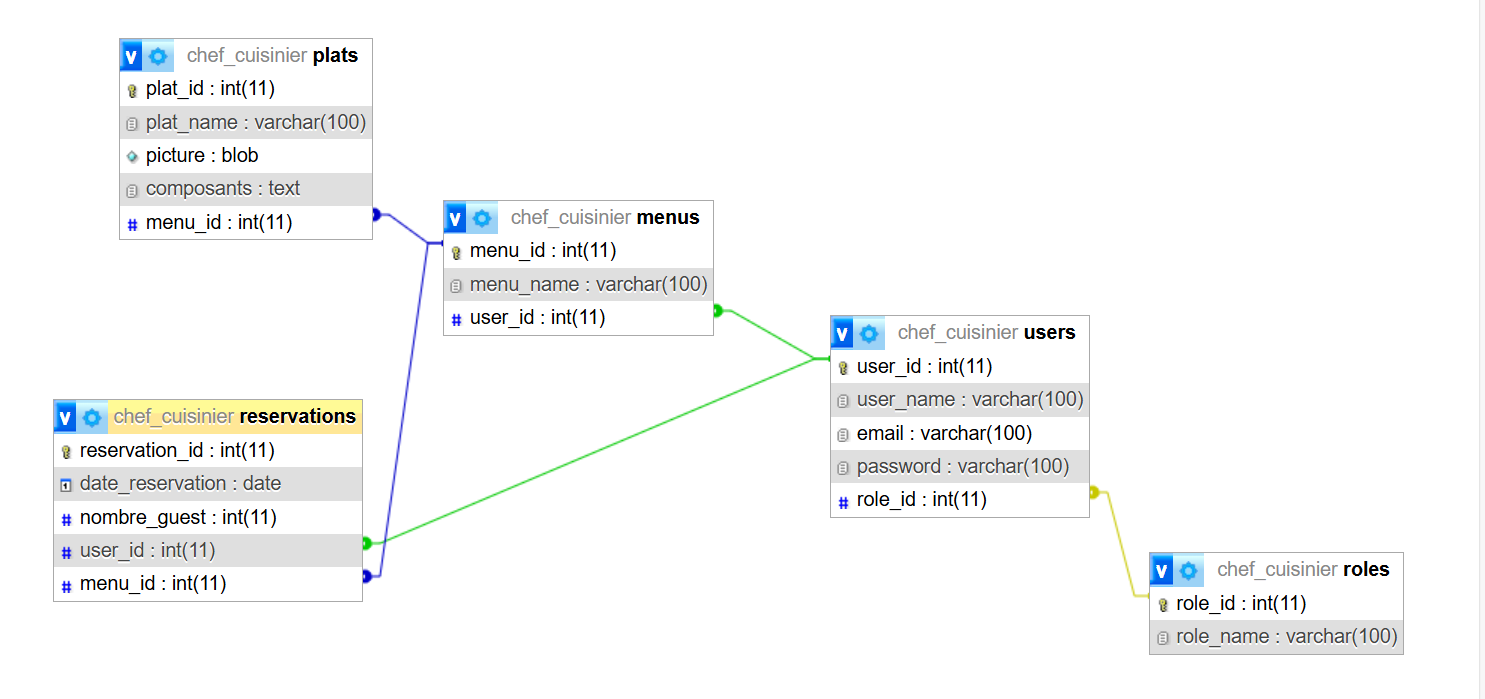 v chef_cuisinier plats
plat_id : int(11)
plat_name : varchar(100)
picture : blob
composants : text
# menu_id : int(11)
v chef_cuisinier menus
menu_id : int(11)
menu_name : varchar(100)
# user_id : int(11)
v chef_cuisinier users
user_id : int(11)
user_name : varchar(100)
email : varchar(100)
password : varchar(100)
# role_id : int(11)
v chef_cuisinier reservations
reservation_id : int(11)
1 date_reservation : date
# nombre_guest : int(11)
# user_id : int(11)
# menu_id : int(11)
v chef_cuisinier roles
role_id : int(11)
role_name : varchar(100)